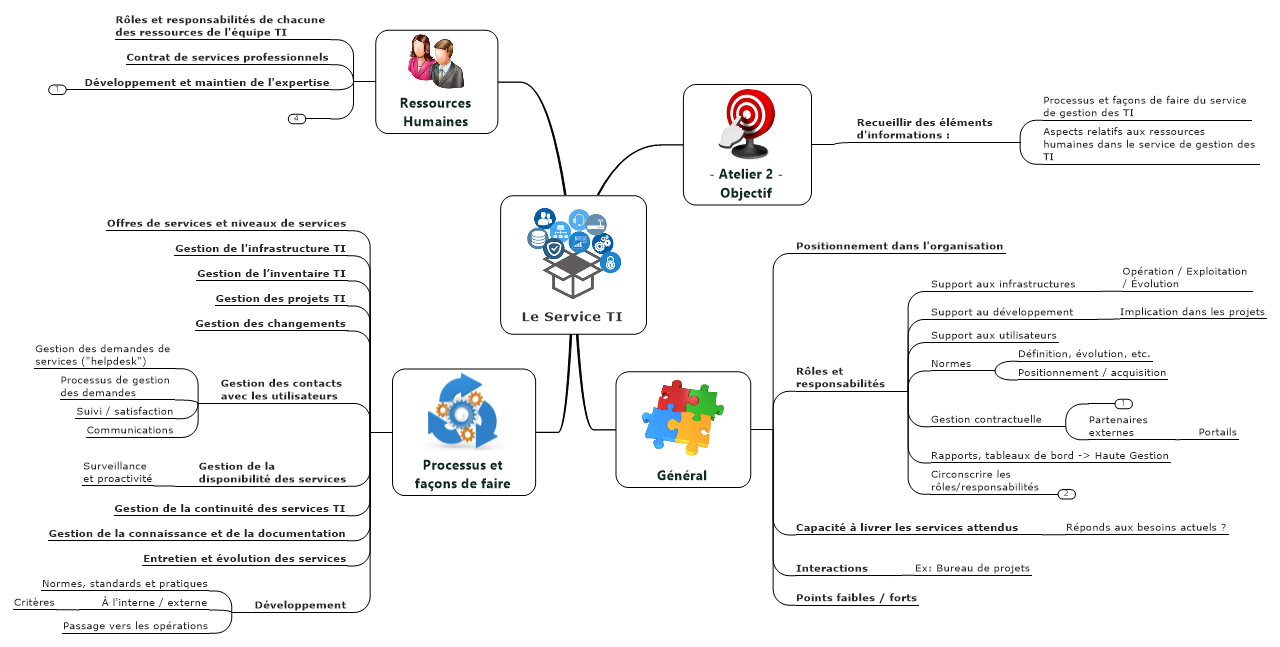 Le Service TI
- Atelier 2 -
Objectif
Recueillir des éléments
d'informations :
Processus et façons de faire du service
de gestion des TI
Aspects relatifs aux ressources
humaines dans le service de gestion des
TI
Général
Positionnement dans l'organisation
Rôles et
responsabilités
Support aux infrastructures
Opération / Exploitation
/ Évolution
Support au développement
Implication dans les projets
Support aux utilisateurs
Normes
Définition, évolution, etc.
Positionnement / acquisition
Gestion contractuelle
1
Partenaires
externes
Portails
Rapports, tableaux de bord -> Haute Gestion
Circonscrire les
rôles/responsabilités
2
Capacité à livrer les services attendus
Réponds aux besoins actuels ?
Interactions
Ex: Bureau de projets
Points faibles / forts
Processus et
façons de faire
Offres de services et niveaux de services
Gestion de l'infrastructure TI
Gestion de l’inventaire TI
Gestion des projets TI
Gestion des changements
Gestion des contacts
avec les utilisateurs
Gestion des demandes de
services ("helpdesk")
Processus de gestion
des demandes
Suivi / satisfaction
Communications
Gestion de la
disponibilité des services
Surveillance
et proactivité
Gestion de la continuité des services TI
Gestion de la connaissance et de la documentation
Entretien et évolution des services
Développement
Normes, standards et pratiques
À l'interne / externe
Critères
Passage vers les opérations
Ressources
Humaines
Rôles et responsabilités de chacune
des ressources de l'équipe TI
Contrat de services professionnels
Développement et maintien de l'expertise
1
4